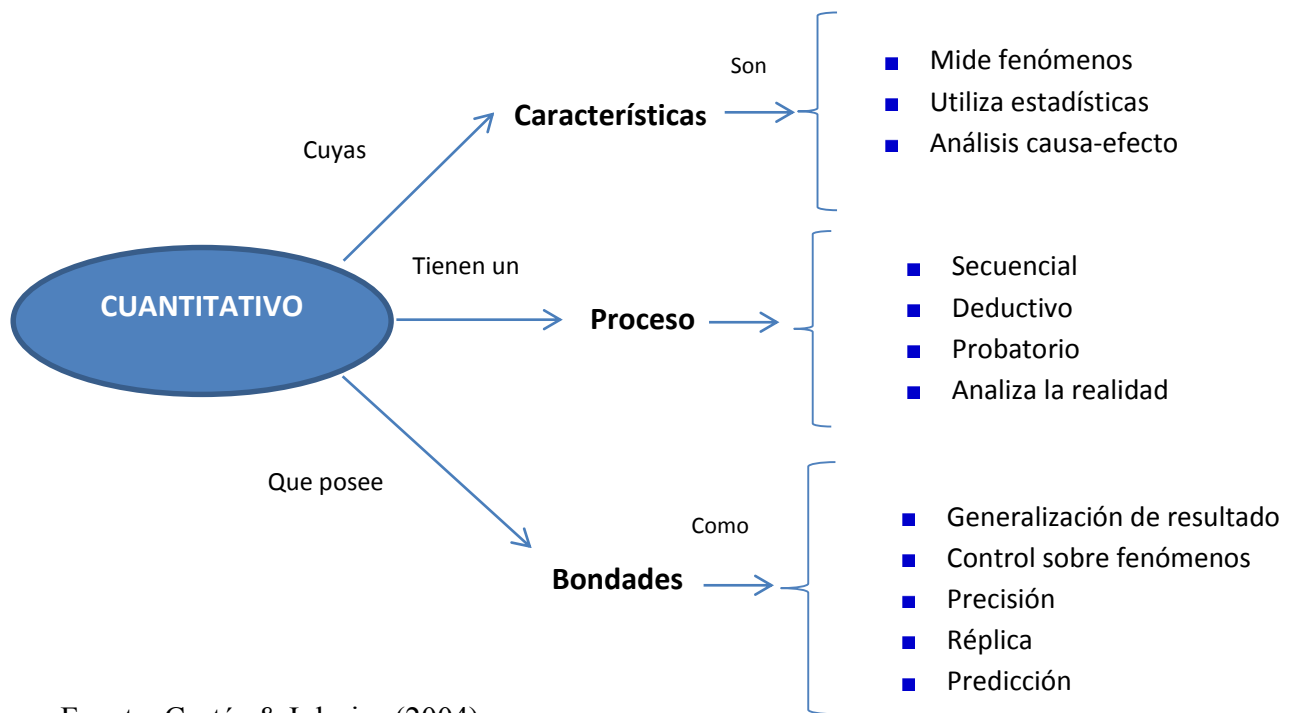 Son
Mide fenómenos
Utiliza estadísticas
Análisis causa-efecto
Características
Cuyas
Tienen un
CUANTITATIVO
Proceso
Secuencial
Deductivo
Probatorio
Analiza la realidad
Que posee
Como
Bondades
Generalización de resultado
Control sobre fenómenos
Precisión
Réplica
Predicción
(2004)